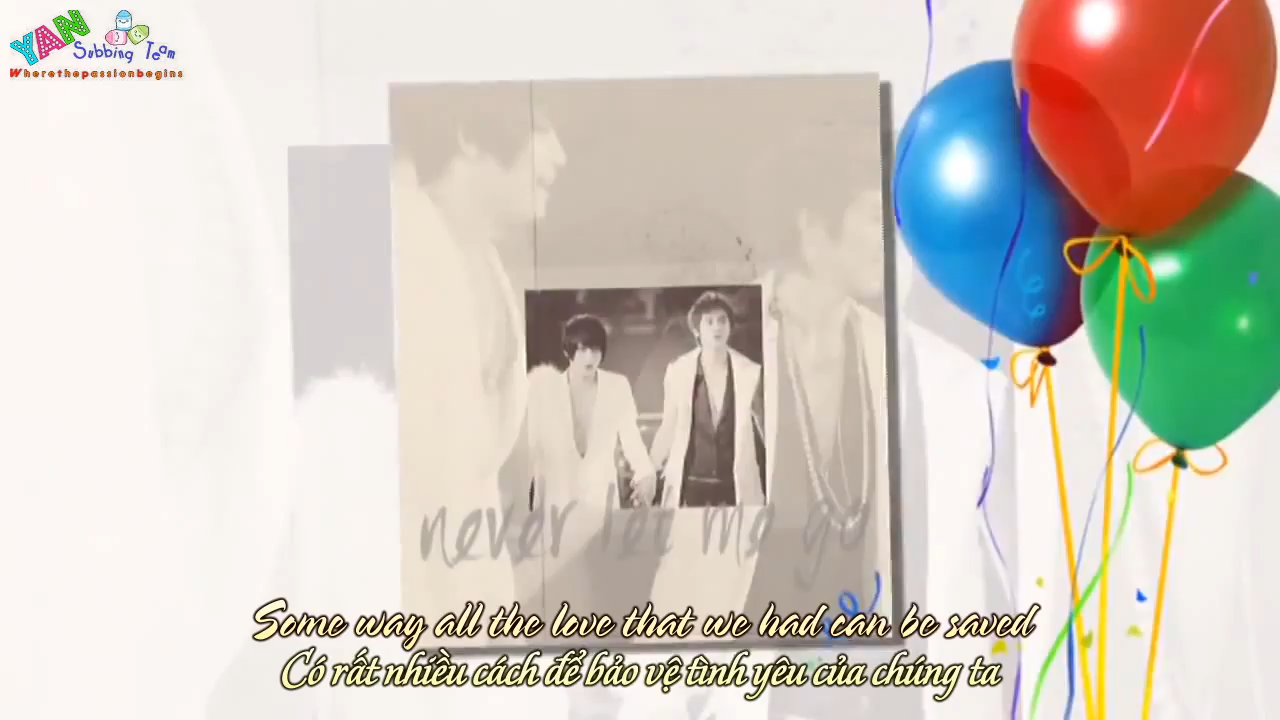 YAN
Subbing Team
Wherethepassionbegins
never let me go
Some way all the love that we had can be saved
Có rất nhiều cách để bảo vệ tình yêu của chúng ta